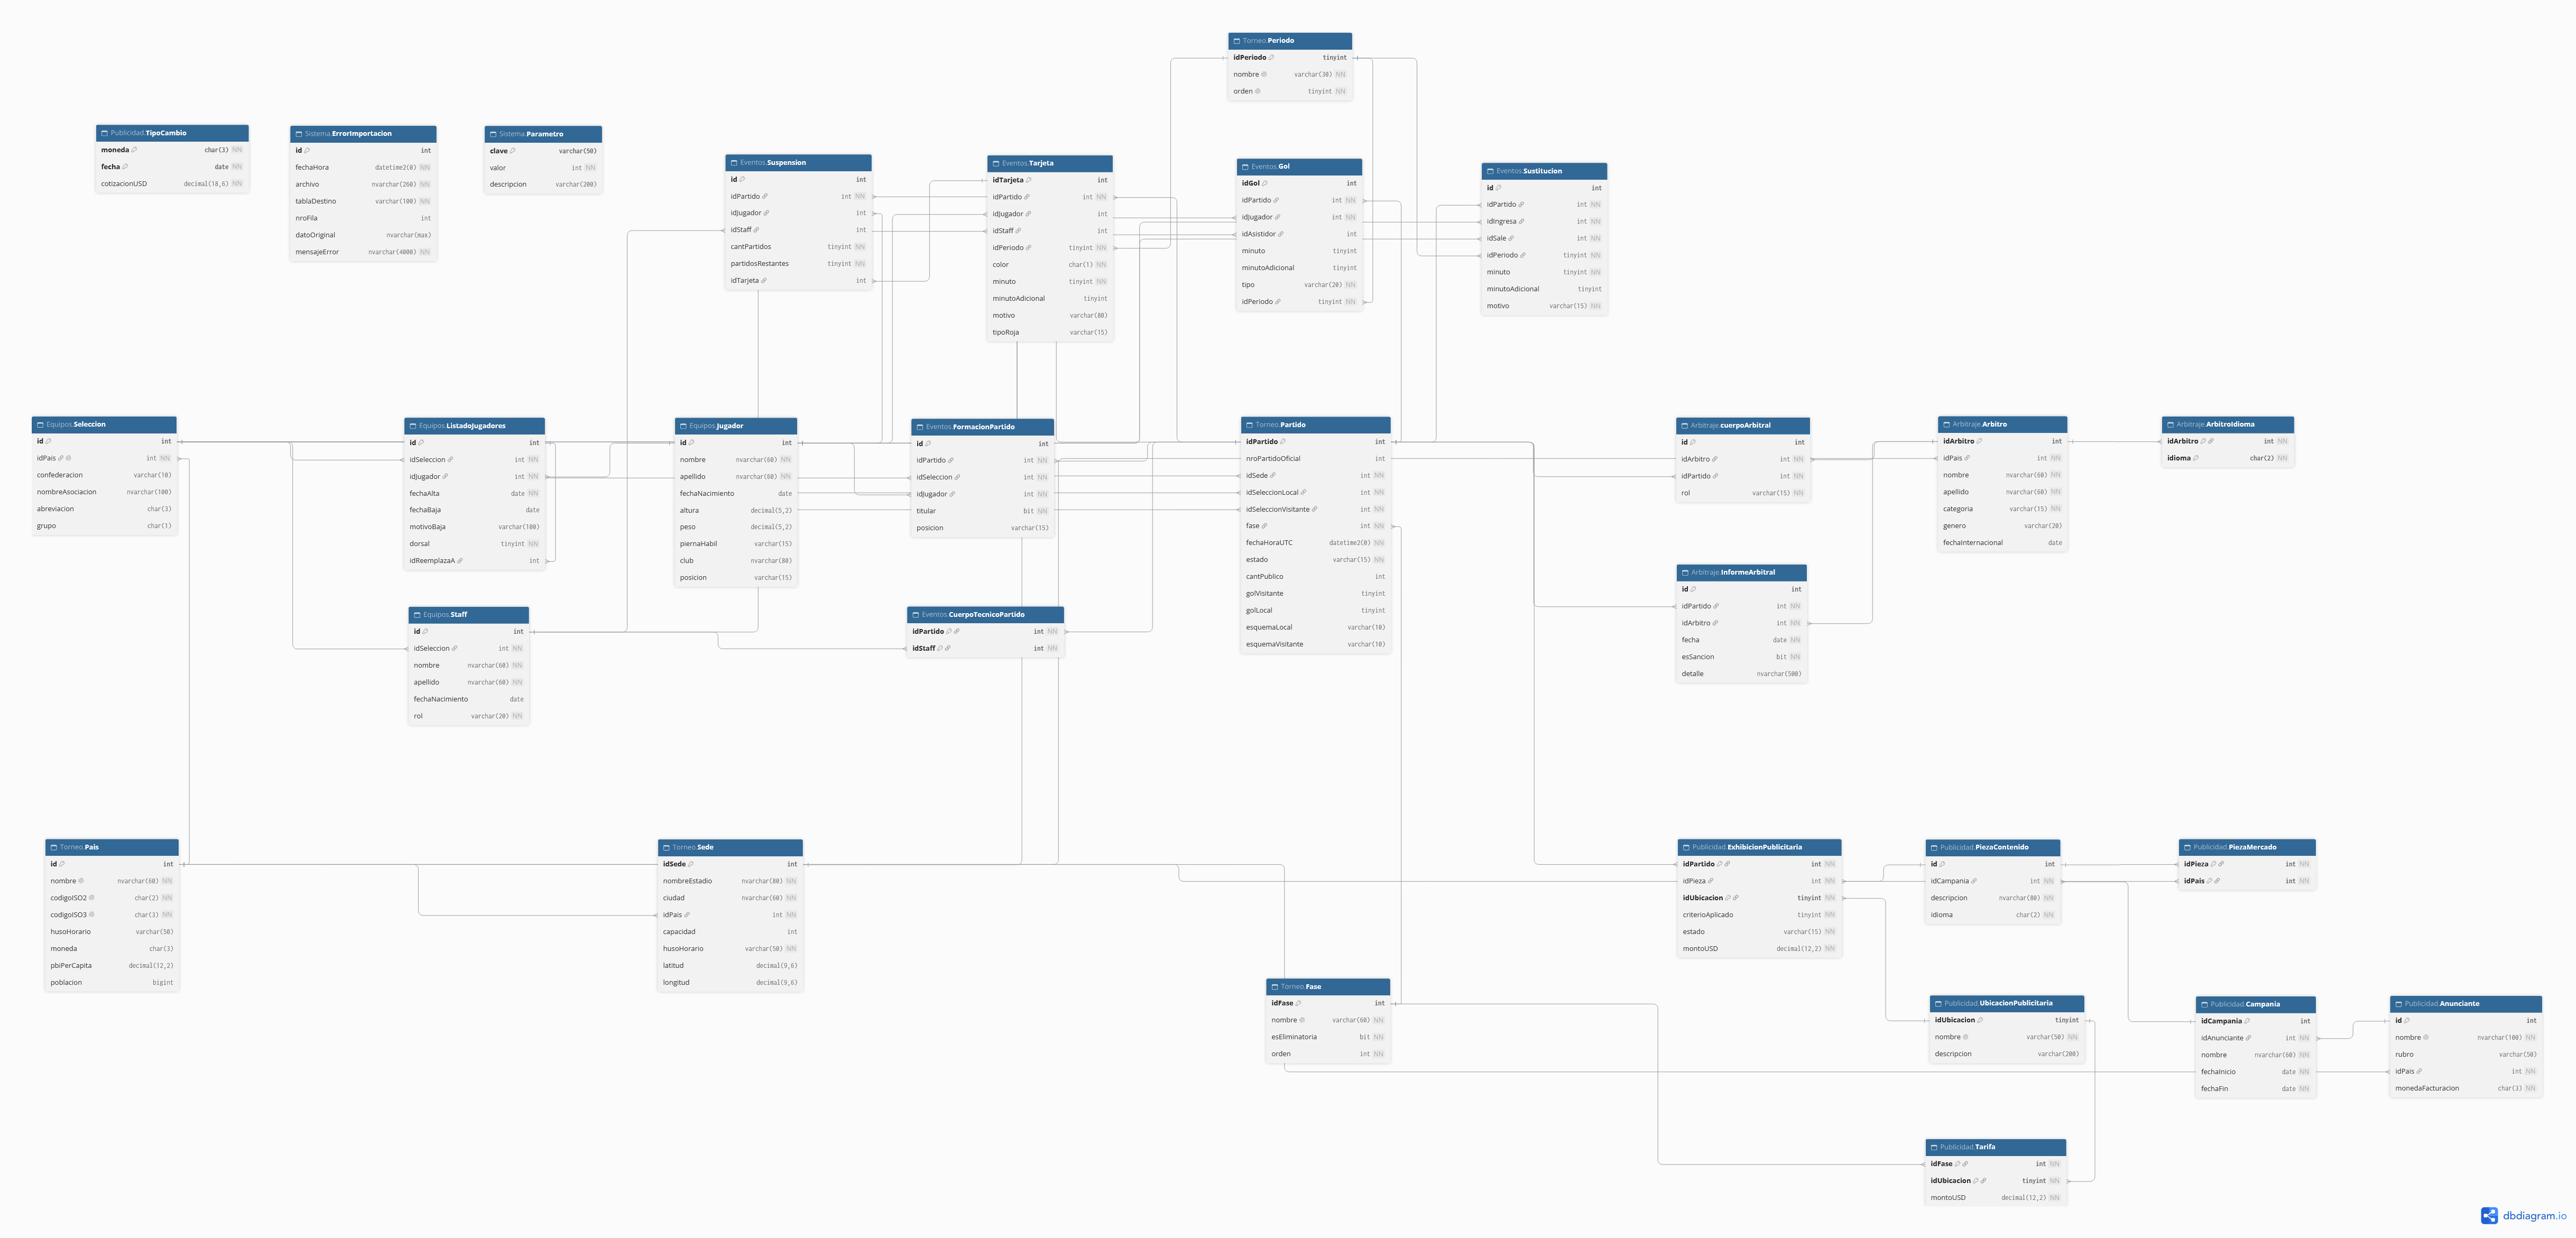 Torneo.Periodo
idPeriodo tinyint
nombre varchar(30) NN
orden tinyint NN
Publicidad.TipoCambio
moneda char(3) NN
fecha date NN
cotizacionUSD decimal(18,6) NN
Sistema.ErrorImportacion
id int
fechaHora datetime2(0) NN
archivo nvarchar(260) NN
tablaDestino varchar(100) NN
nroFila int
datoOriginal nvarchar(max)
mensajeError nvarchar(4000) NN
Sistema.Parametro
clave varchar(50)
valor int NN
descripcion varchar(200)
Eventos.Suspension
id int
idPartido int NN
idJugador int
idStaff int
cantPartidos tinyint NN
partidosRestantes tinyint NN
idTarjeta int
Eventos.Tarjeta
idTarjeta int
idPartido int NN
idJugador int
idStaff int
idPeriodo tinyint NN
color char(1) NN
minuto tinyint NN
minutoAdicional tinyint
motivo varchar(80)
tipoRoja varchar(15)
Eventos.Gol
idGol int
idPartido int NN
idJugador int NN
idAsistidor int
minuto tinyint
minutoAdicional tinyint
tipo varchar(20) NN
idPeriodo tinyint NN
Eventos.Sustitucion
id int
idPartido int NN
idIngresa int NN
idSale int NN
idPeriodo tinyint NN
minuto tinyint NN
minutoAdicional tinyint
motivo varchar(15) NN
Equipos.Seleccion
id int
idPais int NN
confederacion varchar(10)
nombreAsociacion nvarchar(100)
abreviacion char(3)
grupo char(1)
Equipos.ListadoJugadores
id int
idSeleccion int NN
idJugador int NN
fechaAlta date NN
fechaBaja date
motivoBaja varchar(100)
dorsal tinyint NN
idReemplazaA int
Equipos.Jugador
id int
nombre nvarchar(60) NN
apellido nvarchar(60) NN
fechaNacimiento date
altura decimal(5,2)
peso decimal(5,2)
piernaHabil varchar(15)
club nvarchar(80)
posicion varchar(15)
Eventos.FormacionPartido
id int
idPartido int NN
idSeleccion int NN
idJugador int NN
titular bit NN
posicion varchar(15)
Torneo.Partido
idPartido int
nroPartidoOficial int
idSede int NN
idSeleccionLocal int NN
idSeleccionVisitante int NN
fase int NN
fechaHoraUTC datetime2(0) NN
estado varchar(15) NN
cantPublico int
golVisitante tinyint
golLocal tinyint
esquemaLocal varchar(10)
esquemaVisitante varchar(10)
Arbitraje.cuerpoArbitral
id int
idArbitro int NN
idPartido int NN
rol varchar(15) NN
Arbitraje.Arbitro
idArbitro int
idPais int NN
nombre nvarchar(60) NN
apellido nvarchar(60) NN
categoria varchar(15) NN
genero varchar(20)
fechaInternacional date
Arbitraje.ArbitroIdioma
idArbitro int NN
idioma char(2) NN
Arbitraje.InformeArbitral
id int
idPartido int NN
idArbitro int NN
fecha date NN
esSancion bit NN
detalle nvarchar(500)
Equipos.Staff
id int
idSeleccion int NN
nombre nvarchar(60)
apellido nvarchar(60) NN
fechaNacimiento date
rol varchar(20) NN
Eventos.CuerpoTecnicoPartido
idPartido int NN
idStaff int NN
Torneo.Pais
id int
nombre nvarchar(60) NN
codigoISO2 char(2) NN
codigoISO3 char(3) NN
husoHorario varchar(50)
moneda char(3)
pbiPerCapita decimal(12,2)
poblacion bigint
Torneo.Sede
idSede int
nombreEstadio nvarchar(80) NN
ciudad nvarchar(60) NN
idPais int NN
capacidad int
husoHorario varchar(50) NN
latitud decimal(9,6)
longitud decimal(9,6)
Publicidad.ExhibicionPublicitaria
idPartido int NN
idPieza int NN
idUbicacion tinyint NN
criterioAplicado tinyint NN
estado varchar(15) NN
montoUSD decimal(12,2) NN
Publicidad.PiezaContenido
id int
idCampania int NN
descripcion nvarchar(80) NN
idioma char(2) NN
Publicidad.PiezaMercado
idPieza int NN
idPais int NN
Torneo.Fase
idFase int
nombre varchar(60) NN
esEliminatoria bit NN
orden int NN
Publicidad.UbicacionPublicitaria
idUbicacion tinyint
nombre varchar(50) NN
descripcion varchar(200)
Publicidad.Campania
idCampania int
idAnunciante int NN
nombre nvarchar(60) NN
fechaInicio date NN
fechaFin date NN
Publicidad.Anunciante
id int
nombre nvarchar(100) NN
rubro varchar(50)
idPais int NN
monedaFacturacion char(3) NN
Publicidad.Tarifa
idFase int NN
idUbicacion tinyint NN
montoUSD decimal(12,2) NN
dbdiagram.io